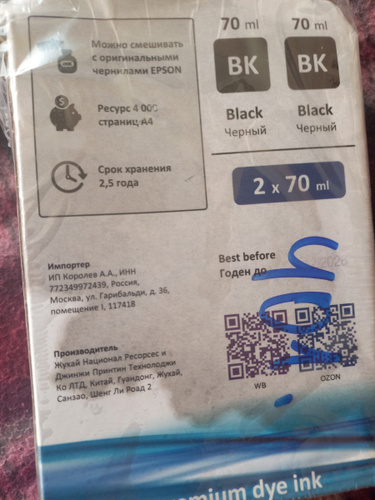 Можно смешивать
с оригинальными
чернилами EPSON
Ресурс 4 000
страниц А4
Срок хранения
2,5 года
70 ml
70 ml
BK
BK
Black
Black
Черный
Черный
2 x 70 ml
Импортер
ИП Королев А.А., ИНН
772349972439, Россия,
Москва, ул. Гарибальди, д. 36,
помещение I, 117418
Best before
Годен до
2026
Производитель
Жухай Национал Ресорсес и
Джинжи Принтин Технолоджи
Ко ЛТД, Китай, Гуандонг, Жухай,
Санзао, Шенг Ли Роад 2
WB
OZON
mium dye ink